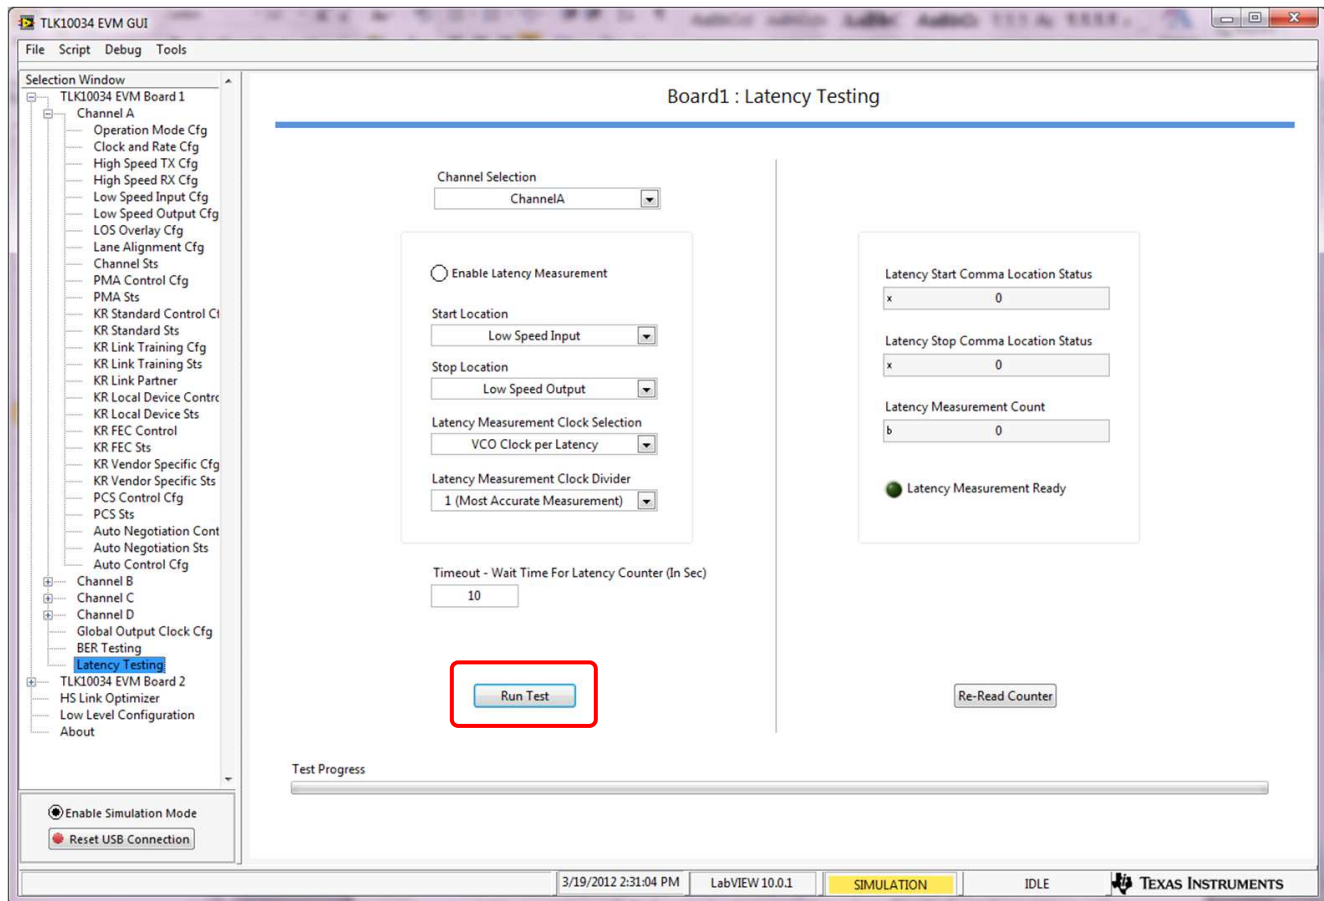 TLK10034 EVM GUI
File Script Debug Tools
Selection Window
TLK10034 EVM Board 1
Channel A
Operation Mode Cfg
Clock and Rate Cfg
High Speed TX Cfg
High Speed RX Cfg
Low Speed Input Cfg
Low Speed Output Cfg
LOS Overlay Cfg
Lane Alignment Cfg
Channel Sts
PMA Control Cfg
PMA Sts
KR Standard Control Cf
KR Standard Sts
KR Link Training Cfg
KR Link Training Sts
KR Link Partner
KR Local Device Contro
KR Local Device Sts
KR FEC Control
KR FEC Sts
KR Vendor Specific Cfg
KR Vendor Specific Sts
PCS Control Cfg
PCS Sts
Auto Negotiation Cont
Auto Negotiation Sts
Auto Control Cfg
Channel B
Channel C
Channel D
Global Output Clock Cfg
BER Testing
Latency Testing
TLK10034 EVM Board 2
HS Link Optimizer
Low Level Configuration
About
Enable Simulation Mode
Reset USB Connection
Board1 : Latency Testing
Channel Selection
ChannelA
Enable Latency Measurement
Start Location
Low Speed Input
Stop Location
Low Speed Output
Latency Measurement Clock Selection
VCO Clock per Latency
Latency Measurement Clock Divider
1 (Most Accurate Measurement)
Timeout - Wait Time For Latency Counter (In Sec)
10
Run Test
Latency Start Comma Location Status
x 0
Latency Stop Comma Location Status
x 0
Latency Measurement Count
b 0
Latency Measurement Ready
Re-Read Counter
Test Progress
3/19/2012 2:31:04 PM LabVIEW 10.0.1 SIMULATION IDLE TEXAS INSTRUMENTS